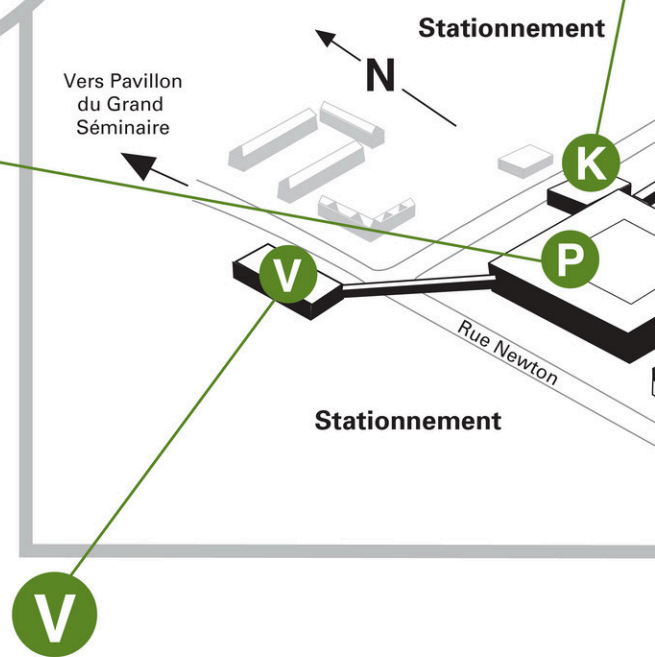 Stationnement
N
Vers Pavillon
du Grand
Séminaire
K
P
V
Rue Newton
Stationnement
V